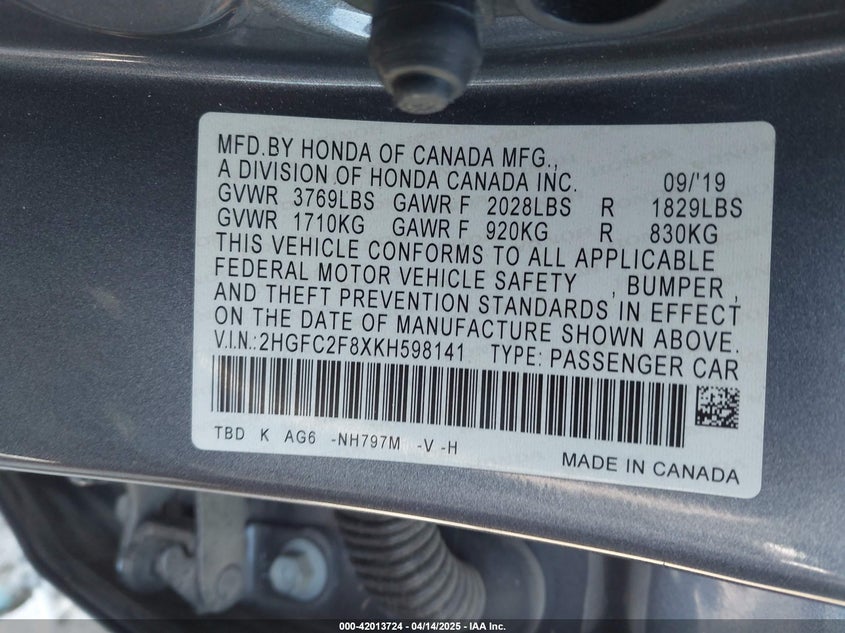 MFD.BY HONDA OF CANADA MFG.,
A DIVISION OF HONDA CANADA INC. 09/'19
GVWR 3769LBS GAWR F 2028LBS R 1829LBS
GVWR 1710KG GAWR F 920KG R 830KG
THIS VEHICLE CONFORMS TO ALL APPLICABLE
FEDERAL MOTOR VEHICLE SAFETY , BUMPER ,
AND THEFT PREVENTION STANDARDS IN EFFECT
ON THE DATE OF MANUFACTURE SHOWN ABOVE.
V.I.N.:2HGFC2F8XKH598141 TYPE: PASSENGER CAR
TBD K AG6 -NH797M -V -H
MADE IN CANADA
000-42013724 | 04/14/2025 | IAA Inc.